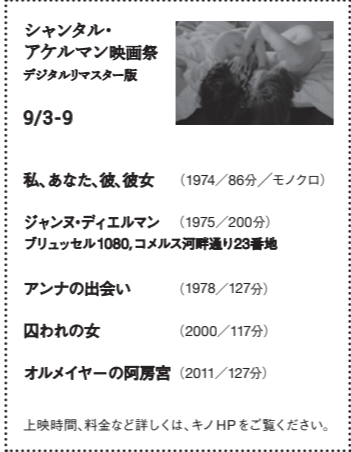 シャンタル・
アケルマン映画祭
デジタルリマスター版
9/3-9
私、あなた、彼、彼女 （1974／86分／モノクロ）
ジャンヌ・ディエルマン （1975／200分）
ブリュッセル1080，コメルス河畔通り23番地
アンナの出会い （1978／127分）
囚われの女 （2000／117分）
オルメイヤーの阿房宮 （2011／127分）
上映時間、料金など詳しくは、キノHPをご覧ください。